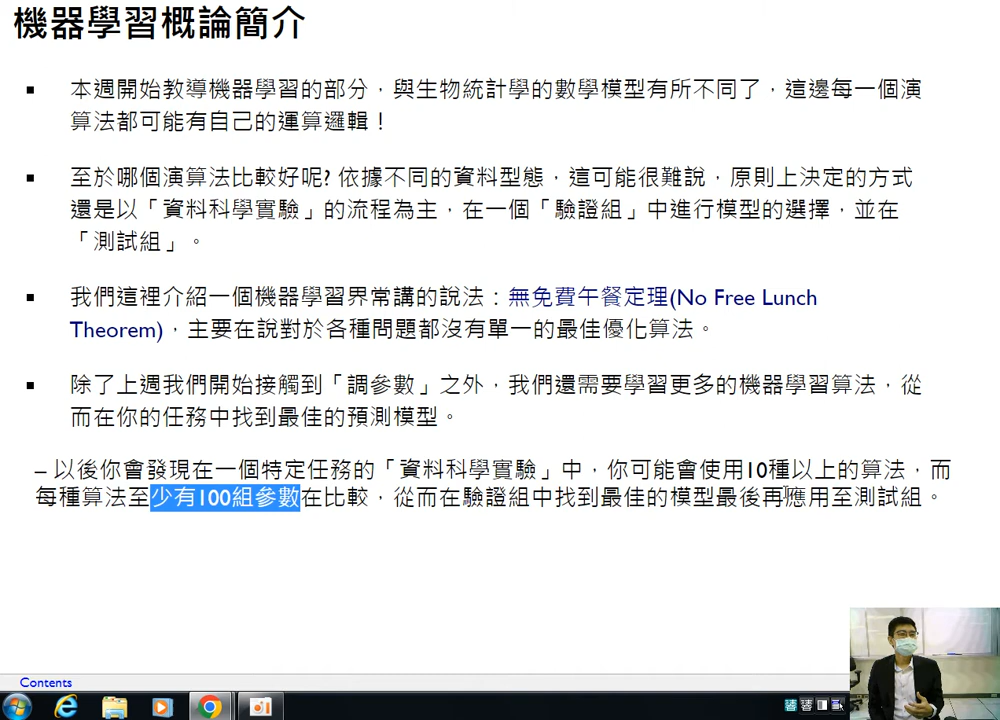 機器學習概論簡介
本週開始教導機器學習的部分，與生物統計學的數學模型有所不同了，這邊每一個演
算法都可能有自己的運算邏輯！
至於哪個演算法比較好呢? 依據不同的資料型態，這可能很難說，原則上決定的方式
還是以「資料科學實驗」的流程為主，在一個「驗證組」中進行模型的選擇，並在
「測試組」。
我們這裡介紹一個機器學習界常講的說法：無免費午餐定理(No Free Lunch
Theorem)，主要在說對於各種問題都沒有單一的最佳優化算法。
除了上週我們開始接觸到「調參數」之外，我們還需要學習更多的機器學習算法，從
而在你的任務中找到最佳的預測模型。
– 以後你會發現在一個特定任務的「資料科學實驗」中，你可能會使用10種以上的算法，而
每種算法至少有100組參數在比較，從而在驗證組中找到最佳的模型最後再應用至測試組。
Contents